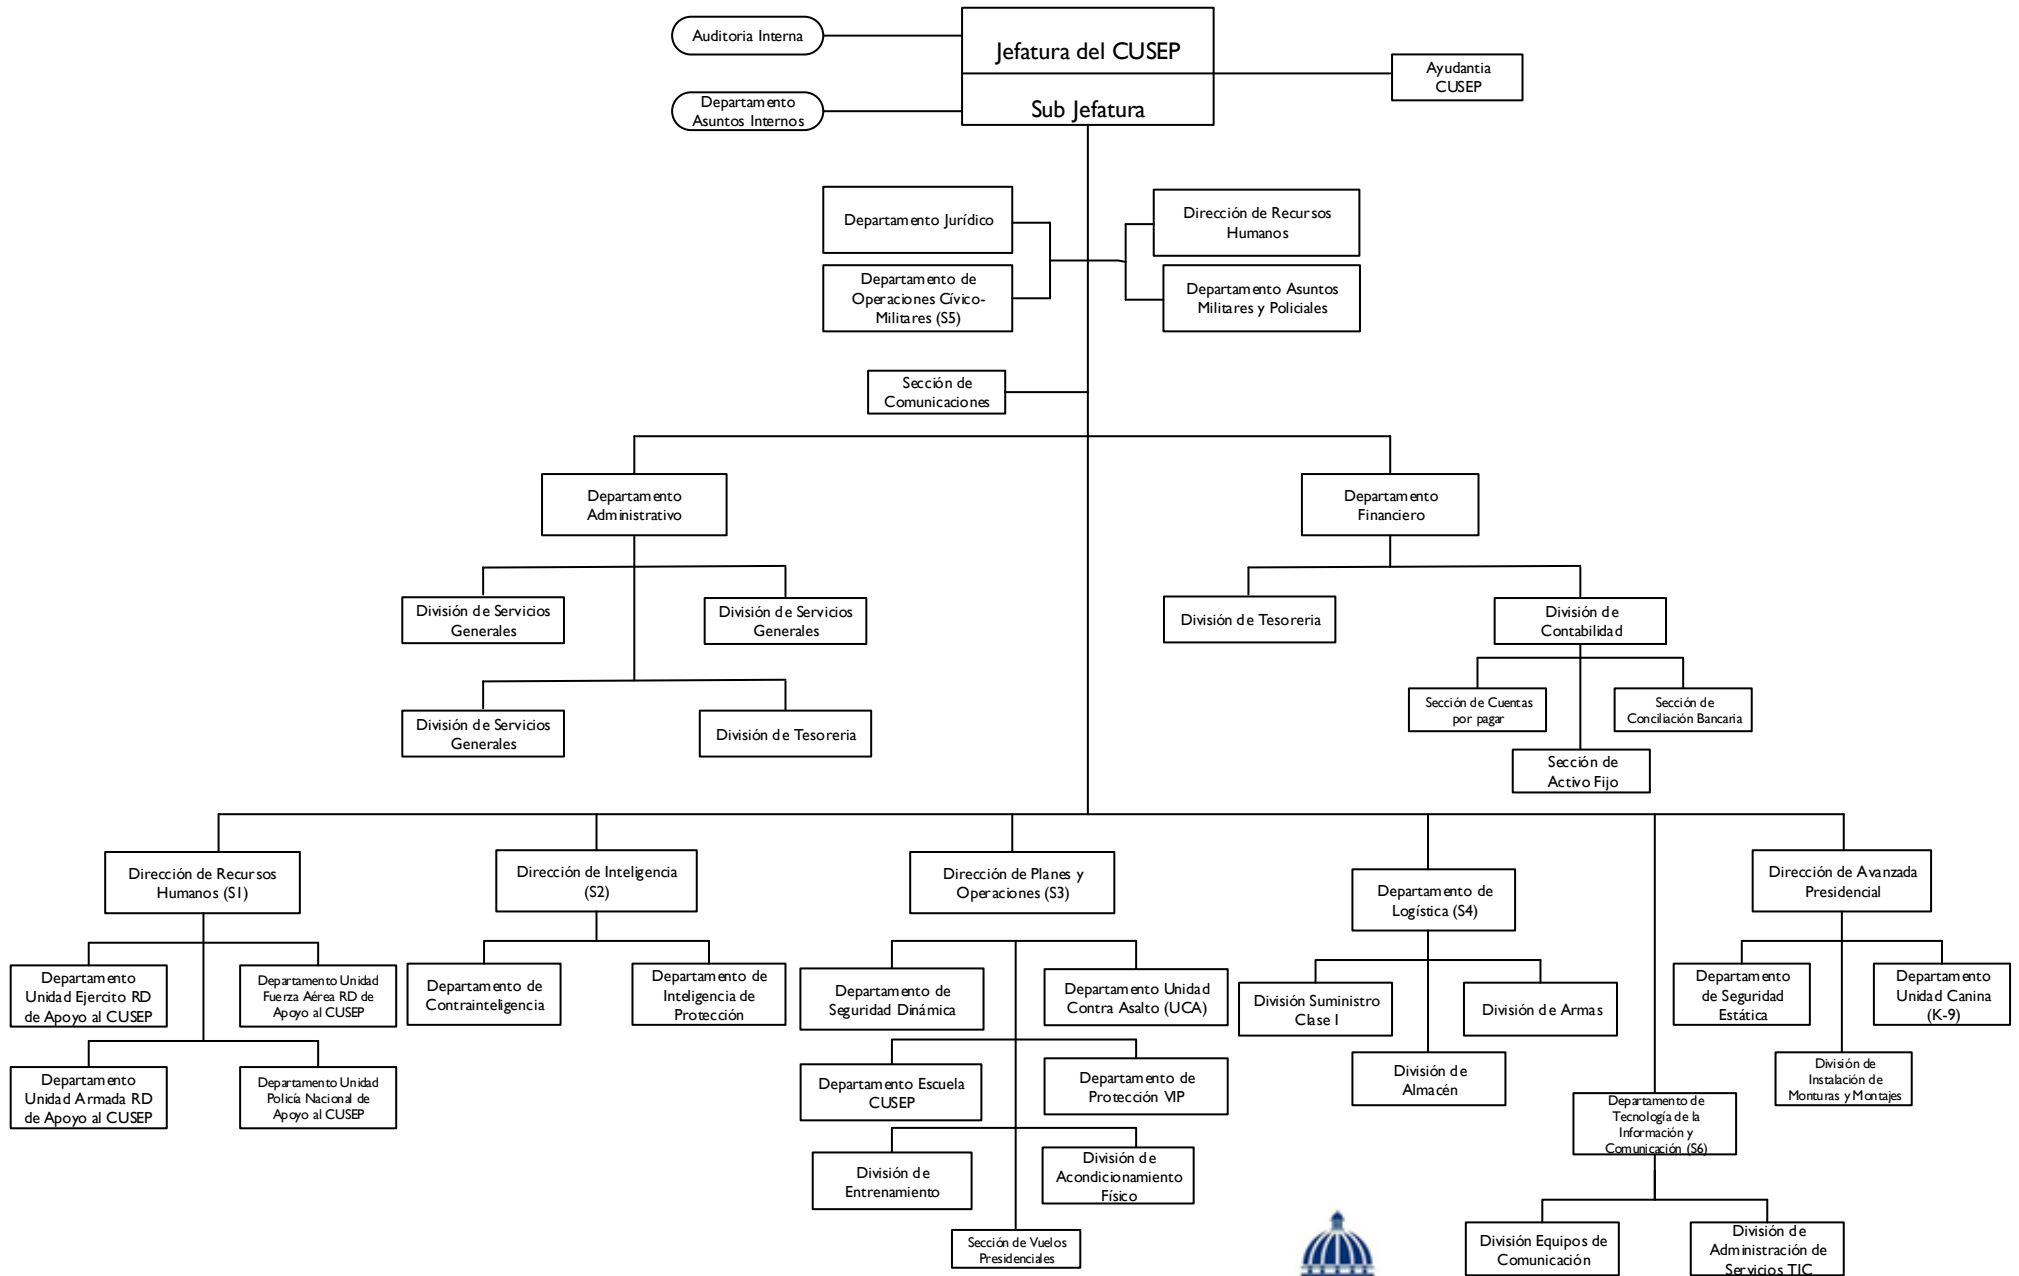 Auditoria Interna
Jefatura del CUSEP
Ayudantia
CUSEP
Departamento
Asuntos Internos
Sub Jefatura
Departamento Jurídico
Dirección de Recursos
Humanos
Departamento de
Operaciones Cívico-
Militares (S5)
Departamento Asuntos
Militares y Policiales
Sección de
Comunicaciones
Departamento
Administrativo
Departamento
Financiero
División de Servicios
Generales
División de Servicios
Generales
División de Tesoreria
División de
Contabilidad
División de Servicios
Generales
División de Tesoreria
Sección de Cuentas
por pagar
Sección de
Conciliación Bancaria
Sección de
Activo Fijo
Dirección de Recursos
Humanos (S1)
Dirección de Inteligencia
(S2)
Dirección de Planes y
Operaciones (S3)
Departamento de
Logística (S4)
Dirección de Avanzada
Presidencial
Departamento
Unidad Ejercito RD
de Apoyo al CUSEP
Departamento Unidad
Fuerza Aérea RD de
Apoyo al CUSEP
Departamento de
Contrainteligencia
Departamento de
Inteligencia de
Protección
Departamento de
Seguridad Dinámica
Departamento Unidad
Contra Asalto (UCA)
División Suministro
Clase I
División de Armas
Departamento
de Seguridad
Estática
Departamento
Unidad Canina
(K-9)
Departamento
Unidad Armada RD
de Apoyo al CUSEP
Departamento Unidad
Policía Nacional de
Apoyo al CUSEP
Departamento Escuela
CUSEP
Departamento de
Protección VIP
División de
Almacén
División de
Instalación de
Monturas y Montajes
Departamento de
Tecnología de la
Información y
Comunicación (S6)
División de
Entrenamiento
División de
Acondicionamiento
Físico
Sección de Vuelos
Presidenciales
División Equipos de
Comunicación
División de
Administración de
Servicios TIC